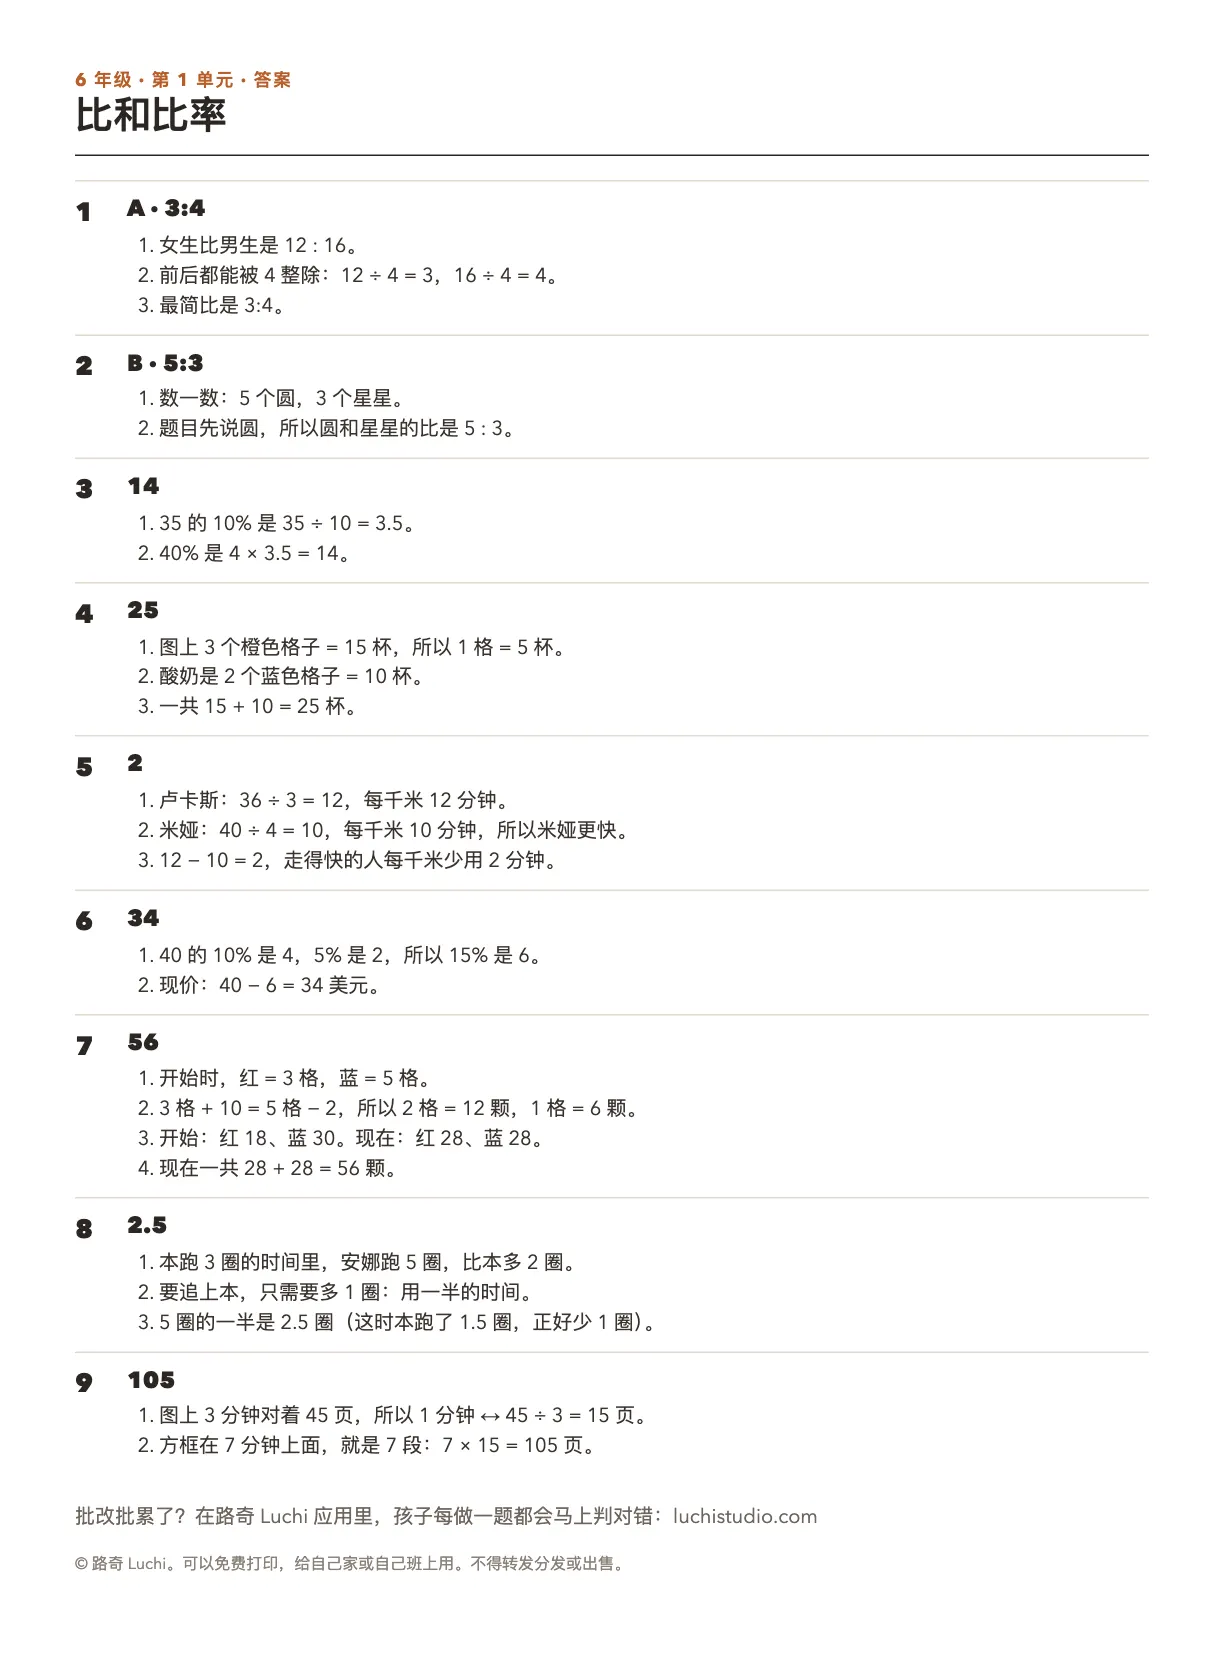 6 年级 · 第 1 单元 · 答案
比和比率
1 A · 3:4
1. 女生比男生是 12 : 16。
2. 前后都能被 4 整除：12 ÷ 4 = 3，16 ÷ 4 = 4。
3. 最简比是 3:4。
2 B · 5:3
1. 数一数：5 个圆，3 个星星。
2. 题目先说圆，所以圆和星星的比是 5 : 3。
3 14
1. 35 的 10% 是 35 ÷ 10 = 3.5。
2. 40% 是 4 × 3.5 = 14。
4 25
1. 图上 3 个橙色格子 = 15 杯，所以 1 格 = 5 杯。
2. 酸奶是 2 个蓝色格子 = 10 杯。
3. 一共 15 + 10 = 25 杯。
5 2
1. 卢卡斯：36 ÷ 3 = 12，每千米 12 分钟。
2. 米娅：40 ÷ 4 = 10，每千米 10 分钟，所以米娅更快。
3. 12 − 10 = 2，走得快的人每千米少用 2 分钟。
6 34
1. 40 的 10% 是 4，5% 是 2，所以 15% 是 6。
2. 现价：40 − 6 = 34 美元。
7 56
1. 开始时，红 = 3 格，蓝 = 5 格。
2. 3 格 + 10 = 5 格 − 2，所以 2 格 = 12 颗，1 格 = 6 颗。
3. 开始：红 18、蓝 30。现在：红 28、蓝 28。
4. 现在一共 28 + 28 = 56 颗。
8 2.5
1. 本跑 3 圈的时间里，安娜跑 5 圈，比本多 2 圈。
2. 要追上本，只需要多 1 圈：用一半的时间。
3. 5 圈的一半是 2.5 圈（这时本跑了 1.5 圈，正好少 1 圈）。
9 105
1. 图上 3 分钟对着 45 页，所以 1 分钟 ↔ 45 ÷ 3 = 15 页。
2. 方框在 7 分钟上面，就是 7 段：7 × 15 = 105 页。
批改批累了？在路奇 Luchi 应用里，孩子每做一题都会马上判对错：luchistudio.com
© 路奇 Luchi。可以免费打印，给自己家或自己班上用。不得转发分发或出售。